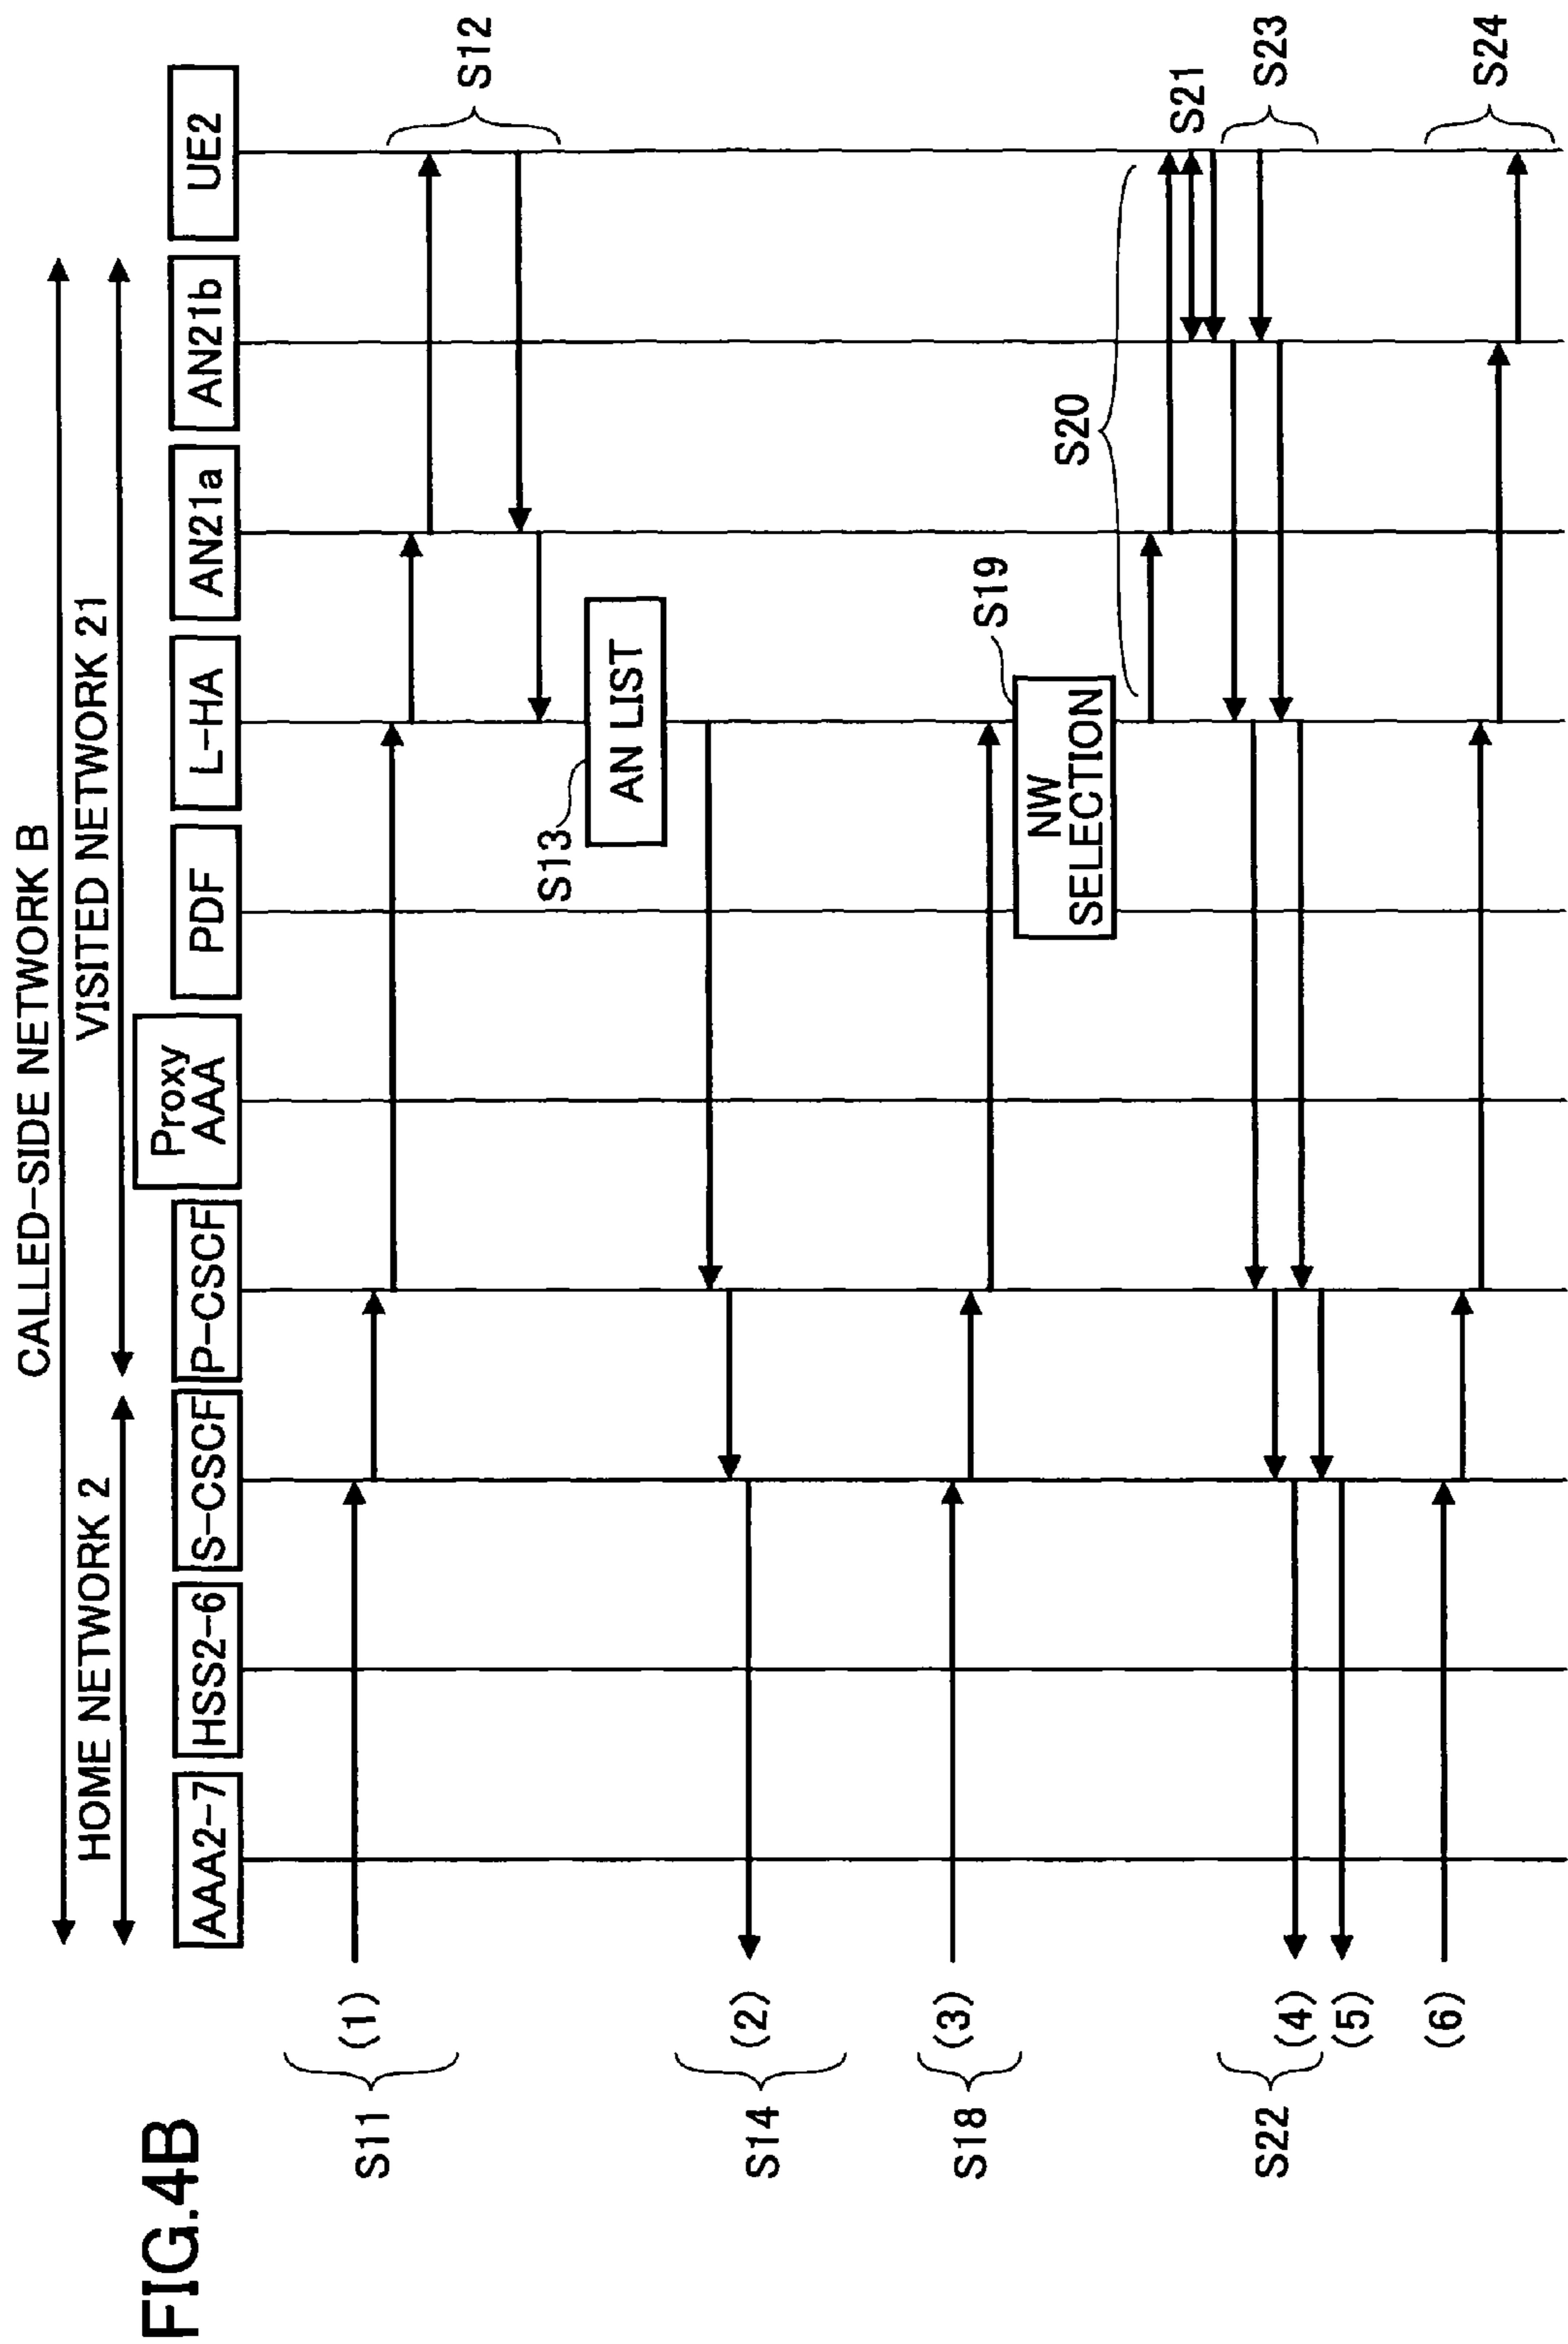 FIG.4B
CALLED-SIDE NETWORK B
HOME NETWORK 2
VISITED NETWORK 21
AAA2-7
HSS2-6
S-CSCF
P-CSCF
Proxy
AAA
PDF
L-HA
AN21a
AN21b
UE2
S11
(1)
S12
S13
AN LIST
S14
(2)
S18
(3)
S19
NW
SELECTION
S20
S21
S22
(4)
S23
(5)
(6)
S24